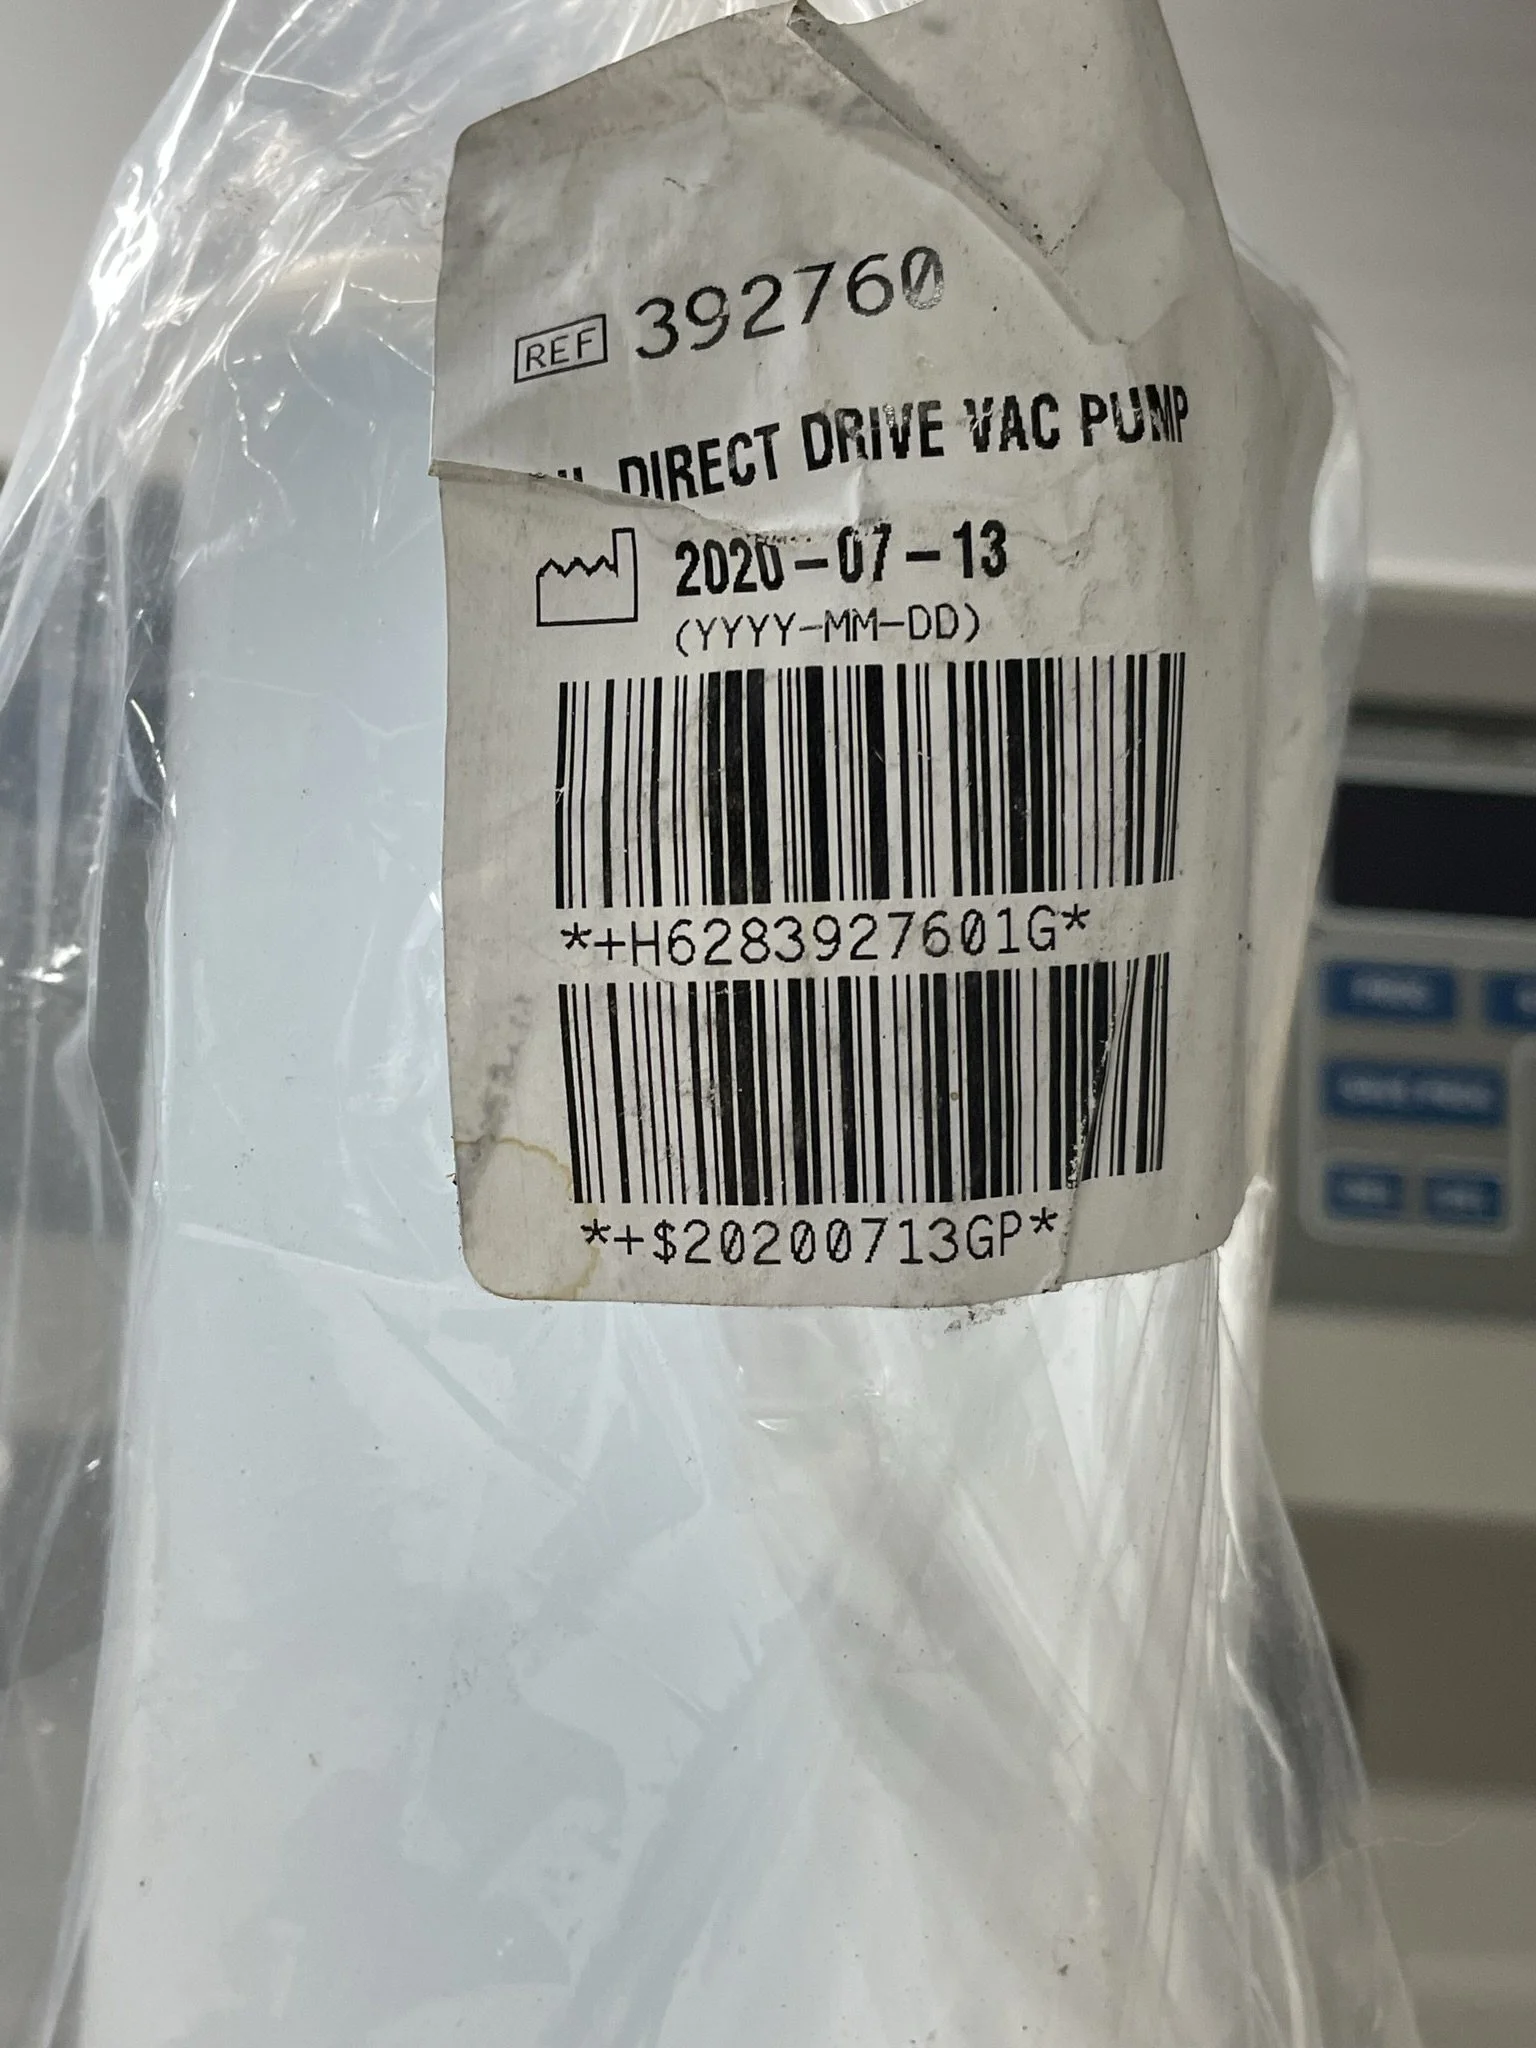 REF 392760
DIRECT DRIVE VAC PUMP
2020-07-13
(YYYY-MM-DD)
*+H6283927601G*
*+$20200713GP*